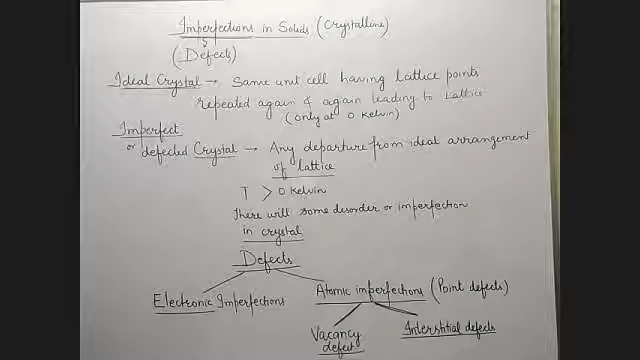 Imperfections in Solids (Crystalline)
(Defects)
Ideal Crystal → Same unit cell having lattice points
repeated again & again leading to Lattice
(Only at 0 Kelvin)
Imperfect
or defected Crystal → Any departure from ideal arrangement
of lattice
T > 0 Kelvin
There will some disorder or imperfection
in crystal
Defects
Electronic Imperfections Atomic imperfections (Point defects)
Vacancy defect Interstitial defects